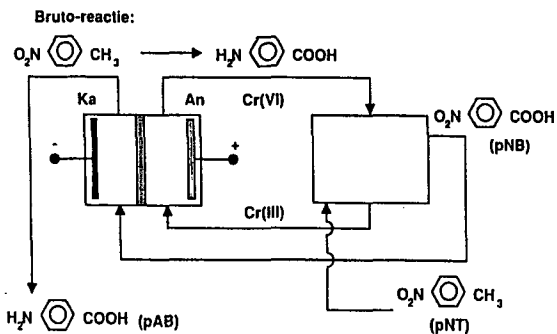 Bruto-reactie:
O₂N CH₃ H₂N COOH
Ka An Cr(VI)
O₂N COOH
(pNB)
- +
Cr(III)
O₂N CH₃
(pNT)
H₂N COOH (pAB)